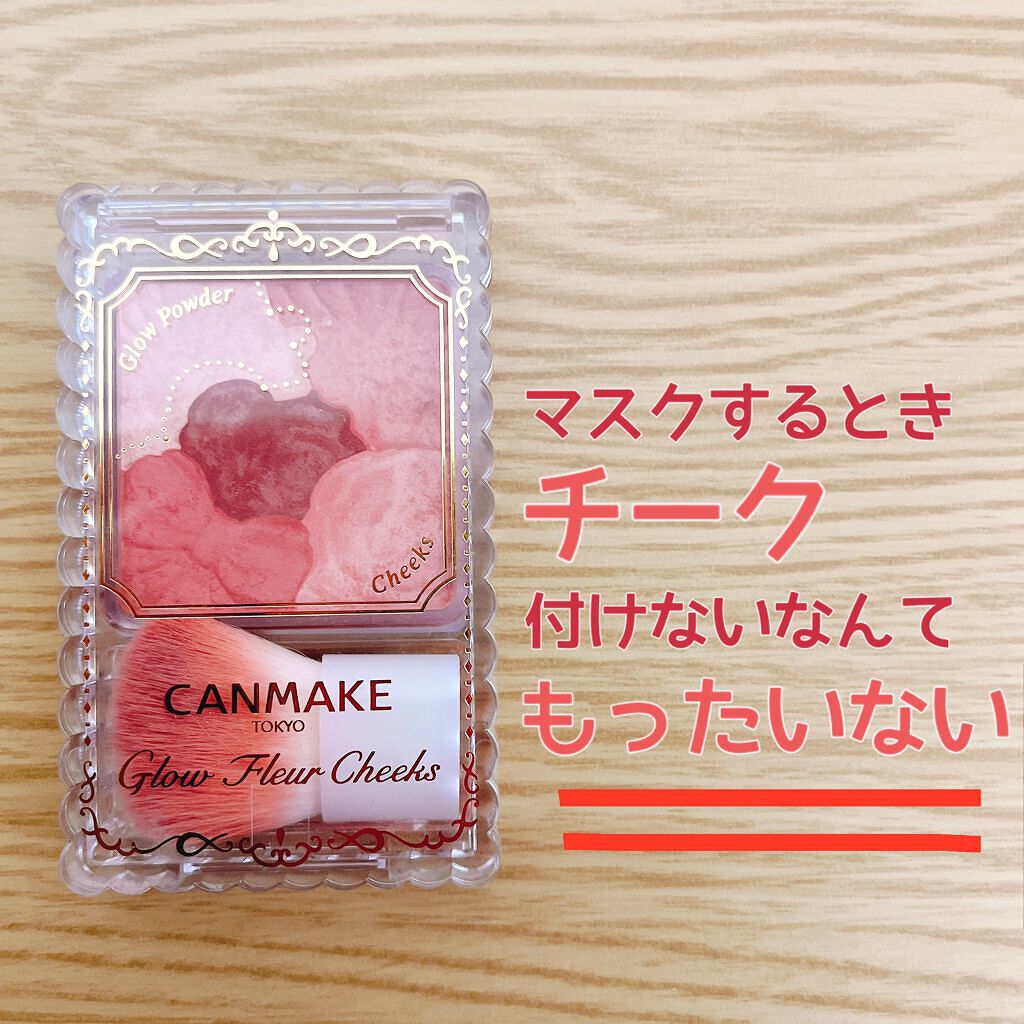 Glow Powder
Cheeks
CANMAKE
TOKYO
Glow Fleur Cheeks
マスクするとき
チーク
付けないなんて
もったいない